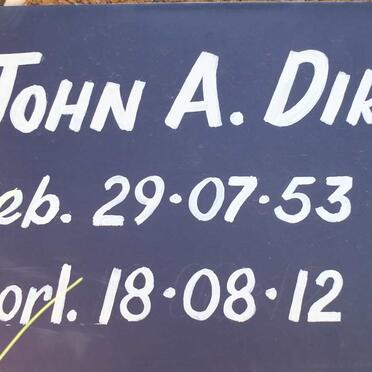 JOHN A. DIR
eb. 29·07·53
orl. 18·08·12